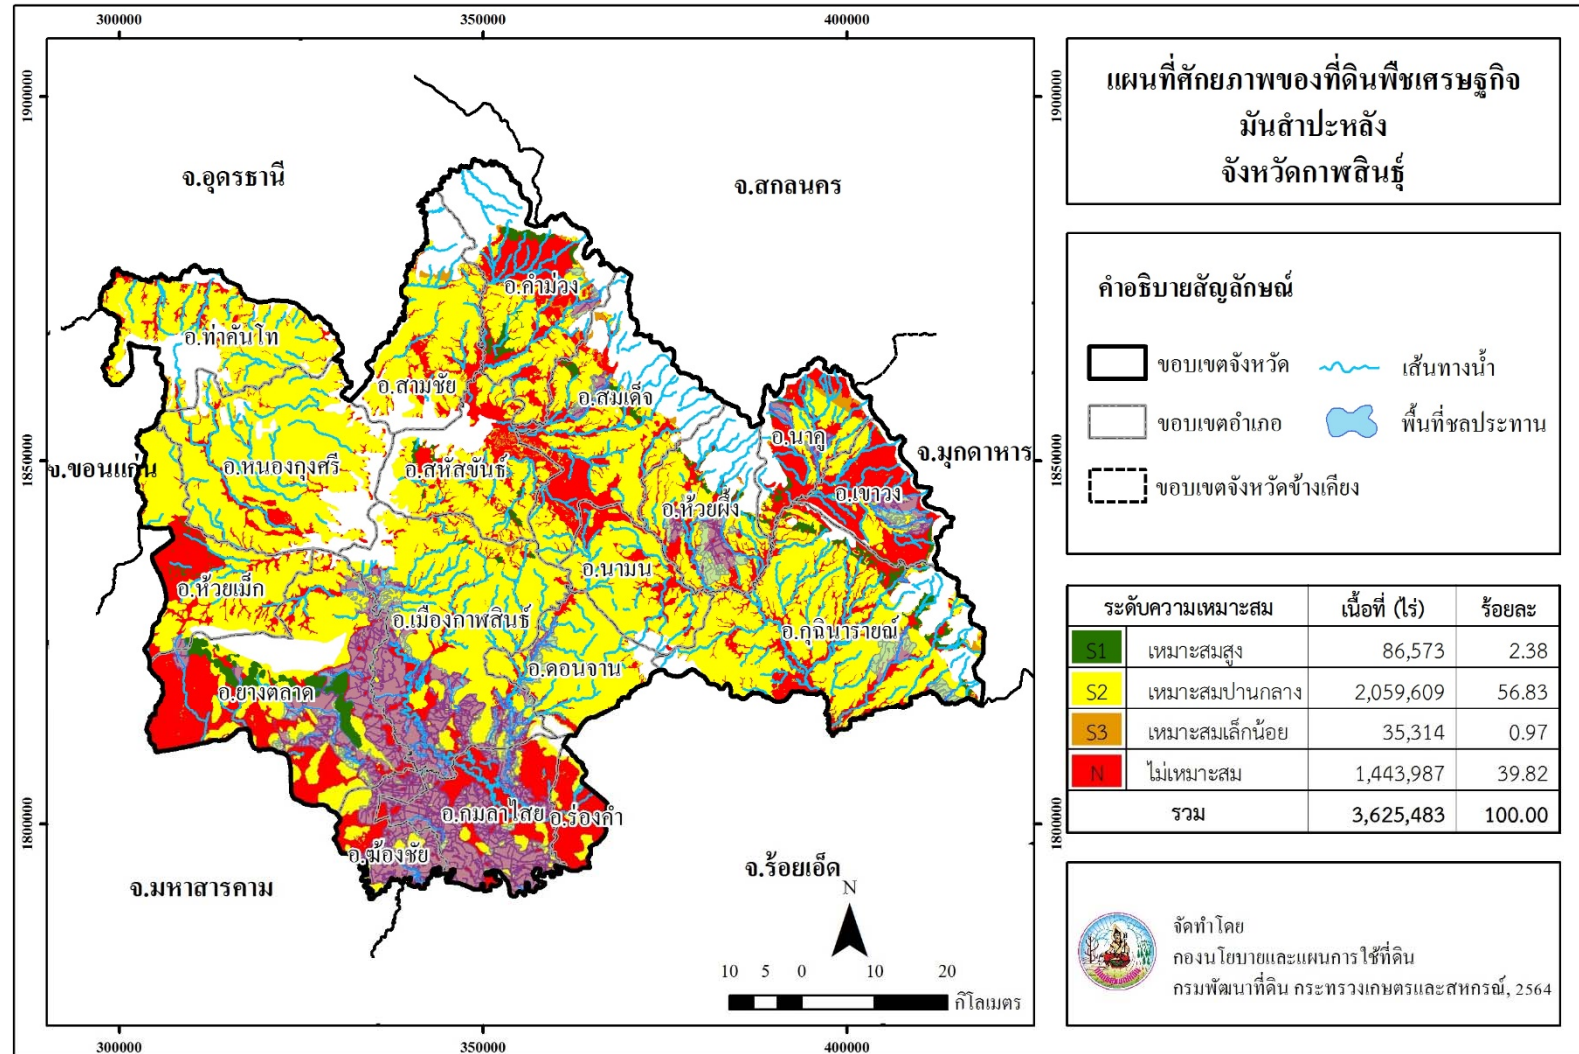 300000
350000
400000
1900000
1900000
แผนที่ศักยภาพของที่ดินพืชเศรษฐกิจ
มันสำปะหลัง
จังหวัดกาฬสินธุ์
จ.อุดรธานี
จ.สกลนคร
อ.คำม่วง
อ.ท่าคันโท
อ.สามชัย
อ.สมเด็จ
อ.นาคู
จ.มุกดาหาร
1850000
1850000
จ.ขอนแก่น
อ.หนองกุงศรี
อ.สหัสขันธ์
อ.ห้วยผึ้ง
อ.เขาวง
อ.นามน
อ.ห้วยเม็ก
อ.เมืองกาฬสินธุ์
อ.กุฉินารายณ์
อ.ดอนจาน
อ.ยางตลาด
อ.กมลาไสย
อ.ร่องคำ
อ.ฆ้องชัย
1800000
1800000
จ.มหาสารคาม
จ.ร้อยเอ็ด
N
10 5 0 10 20
กิโลเมตร
300000
350000
400000
คำอธิบายสัญลักษณ์
ขอบเขตจังหวัด เส้นทางน้ำ
ขอบเขตอำเภอ พื้นที่ชลประทาน
ขอบเขตจังหวัดข้างเคียง
ระดับความเหมาะสม เนื้อที่ (ไร่) ร้อยละ
S1 เหมาะสมสูง 86,573 2.38
S2 เหมาะสมปานกลาง 2,059,609 56.83
S3 เหมาะสมเล็กน้อย 35,314 0.97
N ไม่เหมาะสม 1,443,987 39.82
รวม 3,625,483 100.00
จัดทำโดย
กองนโยบายและแผนการใช้ที่ดิน
กรมพัฒนาที่ดิน กระทรวงเกษตรและสหกรณ์, 2564